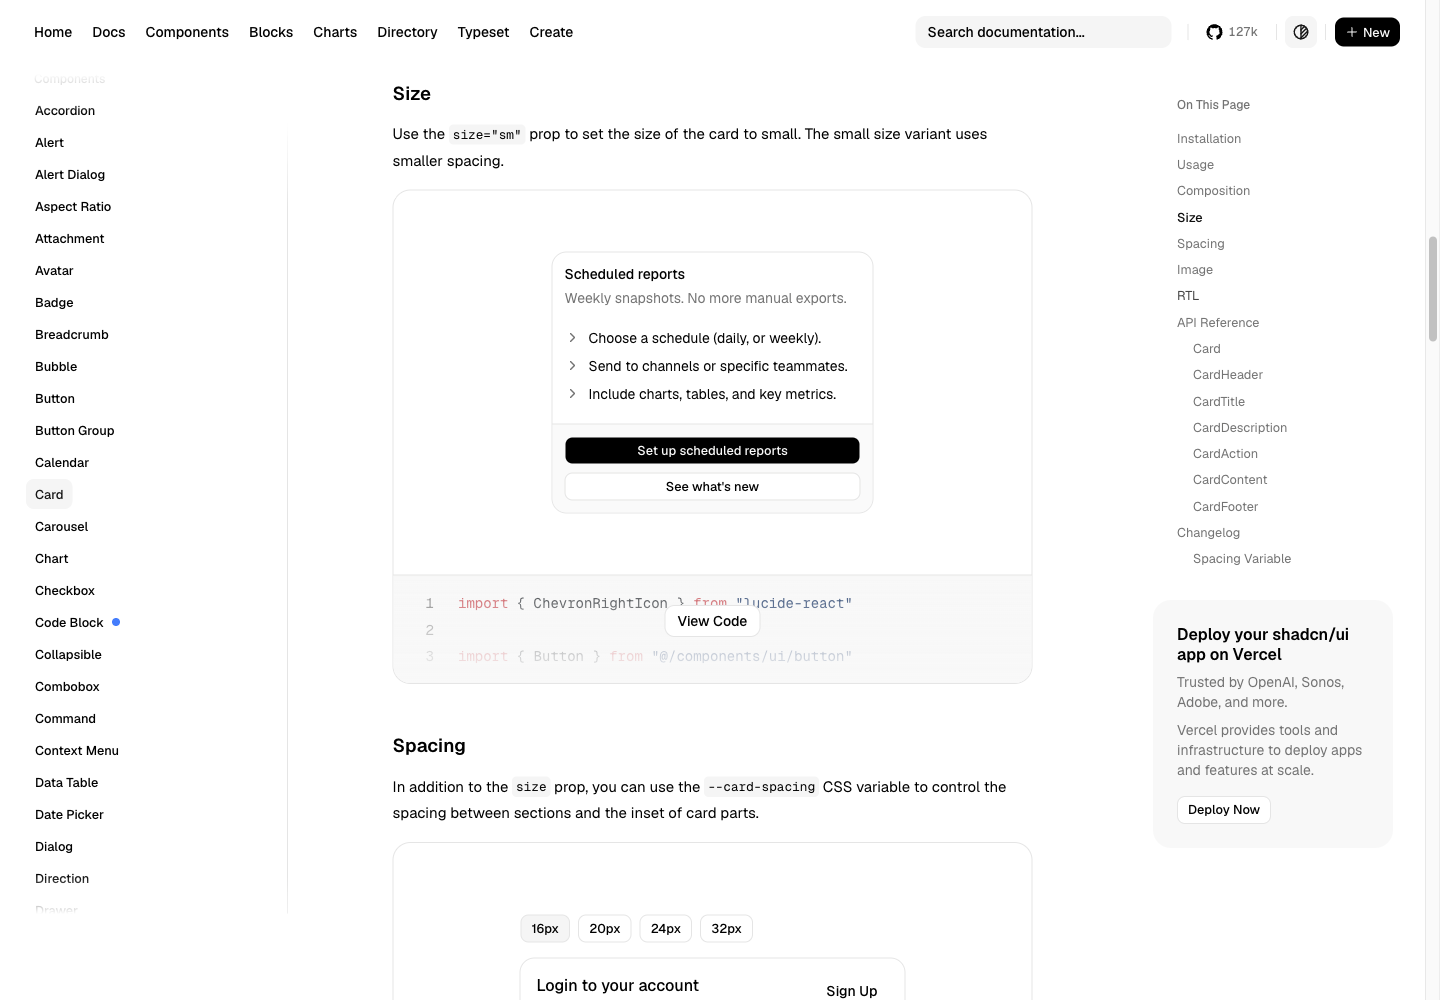 Home Docs Components Blocks Charts Directory Typeset Create
Search documentation...
127k
New
Components
Accordion
Alert
Alert Dialog
Aspect Ratio
Attachment
Avatar
Badge
Breadcrumb
Bubble
Button
Button Group
Calendar
Card
Carousel
Chart
Checkbox
Code Block
Collapsible
Combobox
Command
Context Menu
Data Table
Date Picker
Dialog
Direction
Drawer
Size
Use the size="sm" prop to set the size of the card to small. The small size variant uses
smaller spacing.
Scheduled reports
Weekly snapshots. No more manual exports.
Choose a schedule (daily, or weekly).
Send to channels or specific teammates.
Include charts, tables, and key metrics.
Set up scheduled reports
See what's new
1 import { ChevronRightIcon } from "lucide-react"
2
3 import { Button } from "@/components/ui/button"
View Code
Spacing
In addition to the size prop, you can use the --card-spacing CSS variable to control the
spacing between sections and the inset of card parts.
16px 20px 24px 32px
Login to your account
Sign Up
On This Page
Installation
Usage
Composition
Size
Spacing
Image
RTL
API Reference
Card
CardHeader
CardTitle
CardDescription
CardAction
CardContent
CardFooter
Changelog
Spacing Variable
Deploy your shadcn/ui
app on Vercel
Trusted by OpenAI, Sonos,
Adobe, and more.
Vercel provides tools and
infrastructure to deploy apps
and features at scale.
Deploy Now